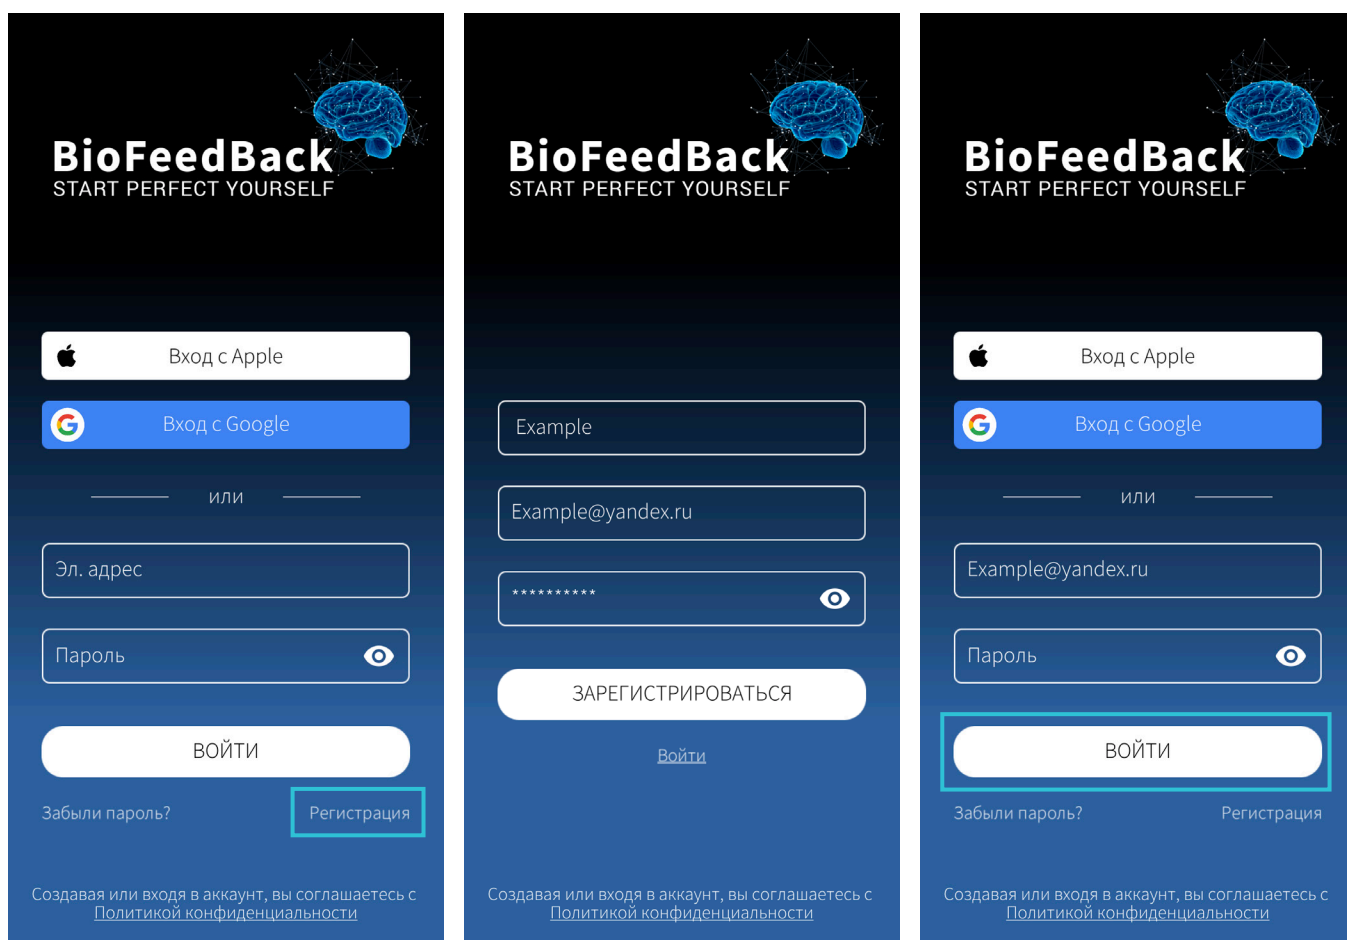 BioFeedBack
START PERFECT YOURSELF
Вход с Apple
Вход с Google
или
Эл. адрес
Пароль
ВОЙТИ
Забыли пароль?
Регистрация
Создавая или входя в аккаунт, вы соглашаетесь с
Политикой конфиденциальности
BioFeedBack
START PERFECT YOURSELF
Example
Example@yandex.ru
**********
ЗАРЕГИСТРИРОВАТЬСЯ
Войти
Создавая или входя в аккаунт, вы соглашаетесь с
Политикой конфиденциальности
BioFeedBack
START PERFECT YOURSELF
Вход с Apple
Вход с Google
или
Example@yandex.ru
Пароль
ВОЙТИ
Забыли пароль?
Регистрация
Создавая или входя в аккаунт, вы соглашаетесь с
Политикой конфиденциальности